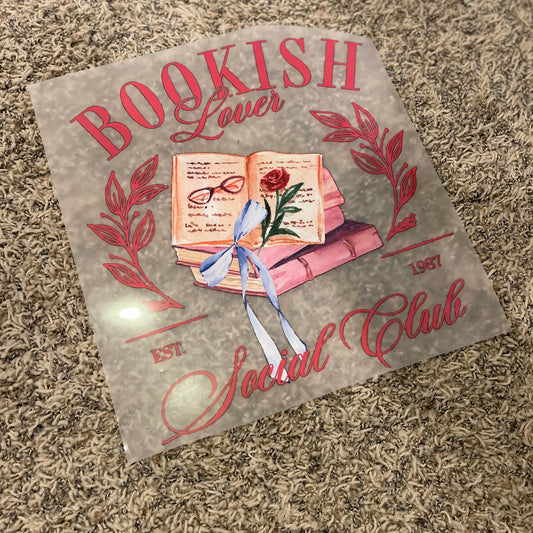 BOOKISH
Lover
EST. 1987
Social Club